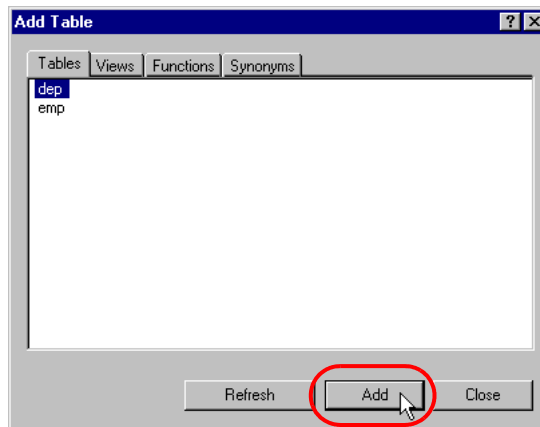 Add Table
Tables Views Functions Synonyms
dep
emp
Refresh Add Close